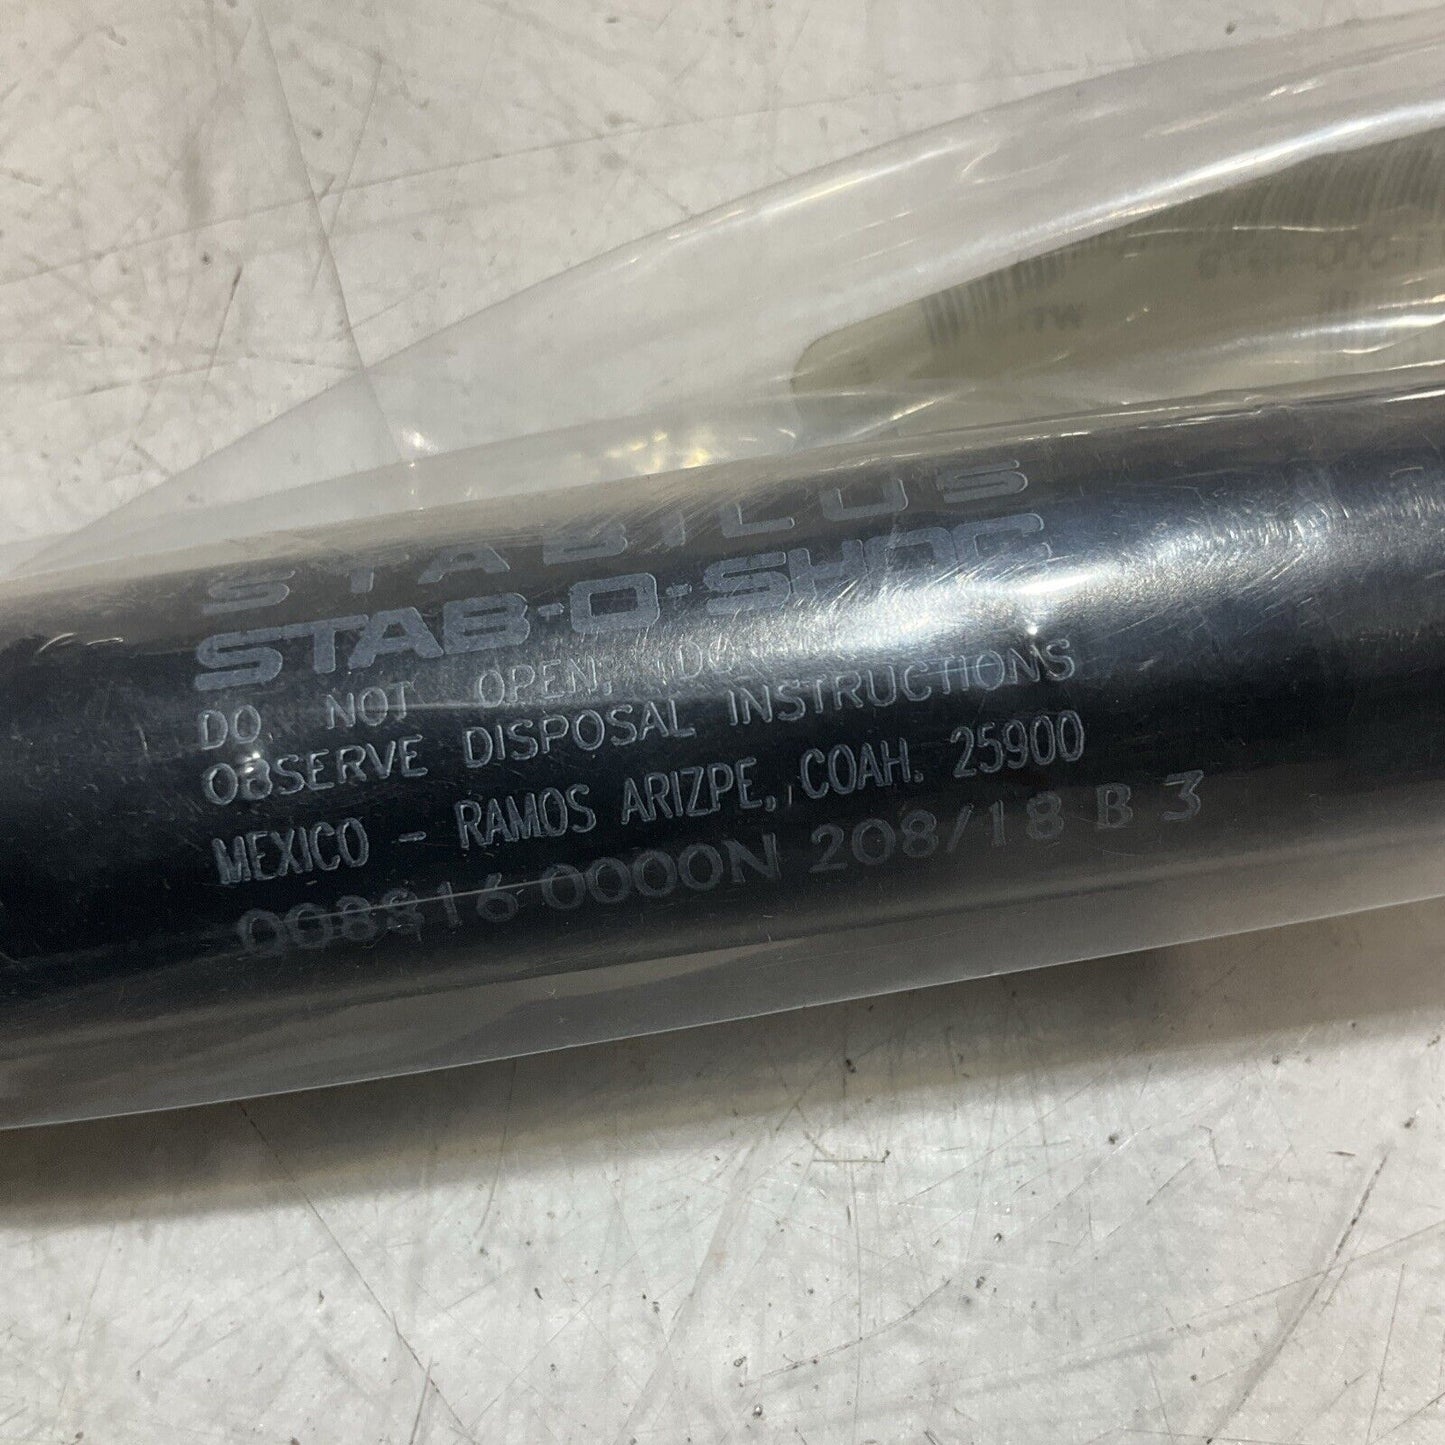 STABILUS
STAB-O-SHOC
DO NOT OPEN,
OBSERVE DISPOSAL INSTRUCTIONS
MEXICO - RAMOS ARIZPE, COAH. 25900
008816 0000N 208/18 B 3